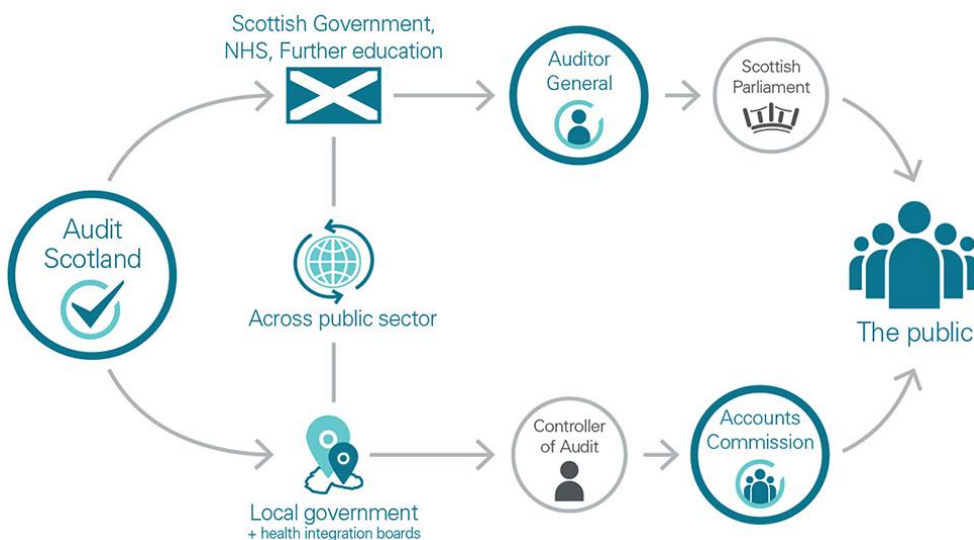 Scottish Government,
NHS, Further education
Auditor
General
Scottish
Parliament
Audit
Scotland
Across public sector
The public
Controller
of Audit
Accounts
Commission
Local government
+ health integration boards